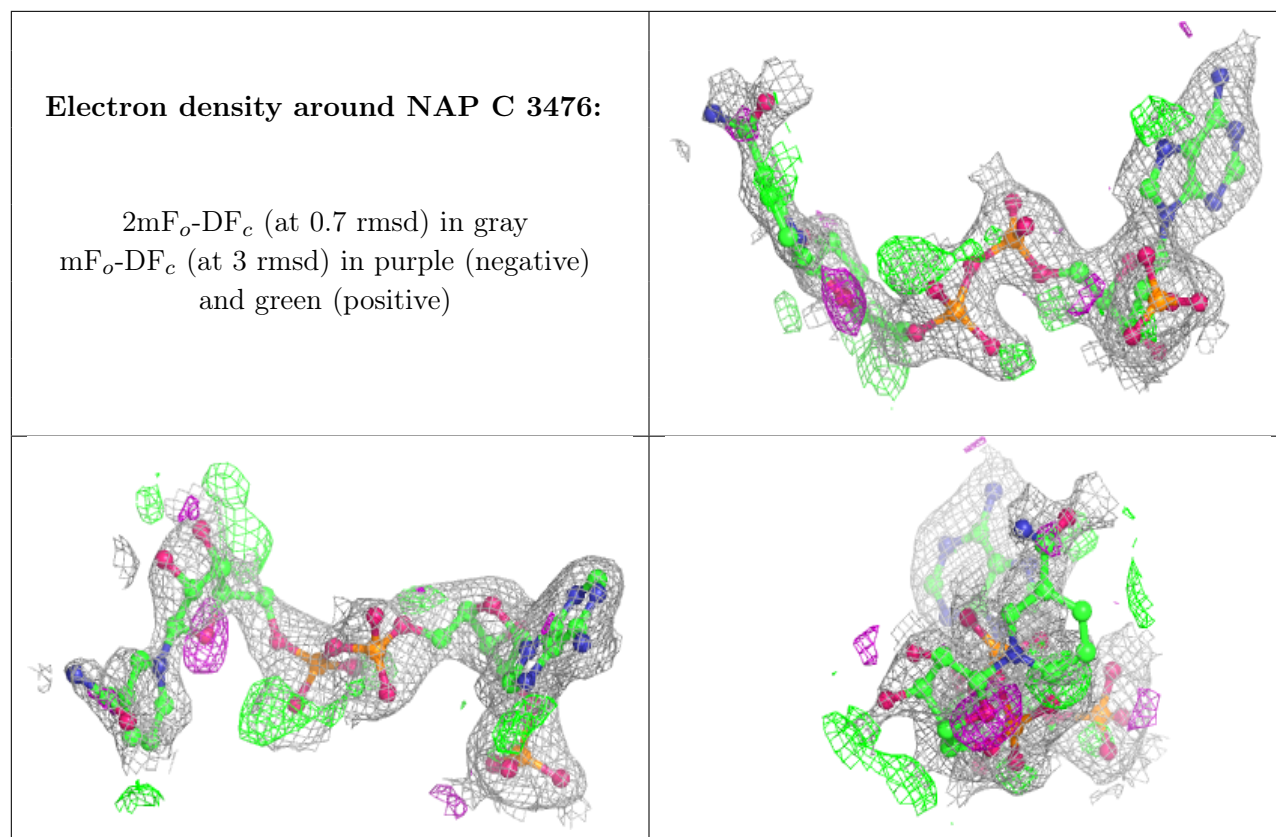 Electron density around NAP C 3476:
2mFo-DFc (at 0.7 rmsd) in gray
mFo-DFc (at 3 rmsd) in purple (negative)
and green (positive)